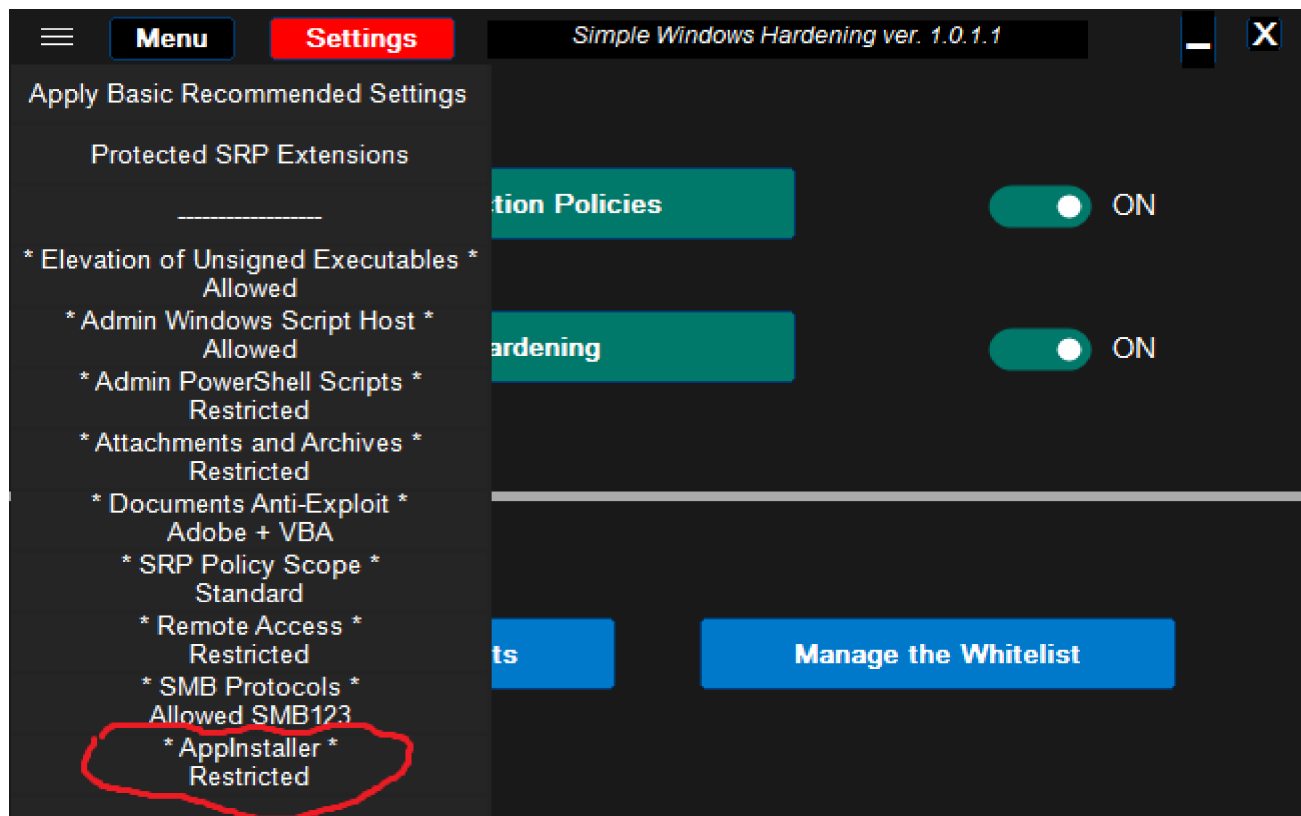 Menu
Settings
Simple Windows Hardening ver. 1.0.1.1
X
Apply Basic Recommended Settings
Protected SRP Extensions
------------------
* Elevation of Unsigned Executables *
Allowed
* Admin Windows Script Host *
Allowed
* Admin PowerShell Scripts *
Restricted
* Attachments and Archives *
Restricted
* Documents Anti-Exploit *
Adobe + VBA
* SRP Policy Scope *
Standard
* Remote Access *
Restricted
* SMB Protocols *
Allowed SMB123
* AppInstaller *
Restricted
tion Policies
ON
ardening
ON
ts
Manage the Whitelist